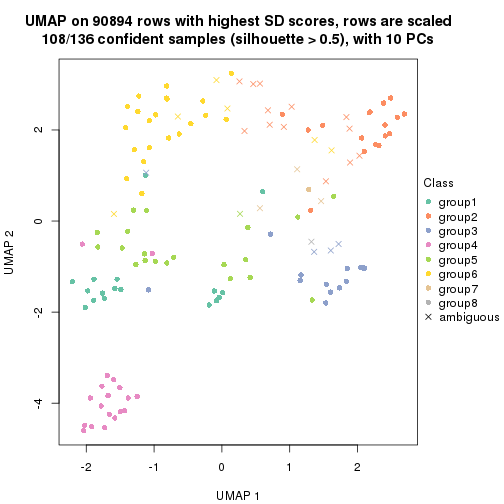 UMAP on 90894 rows with highest SD scores, rows are scaled
108/136 confident samples (silhouette > 0.5), with 10 PCs
UMAP 2
2
0
-2
-4
-2
-1
0
1
2
UMAP 1
Class
group1
group2
group3
group4
group5
group6
group7
group8
ambiguous